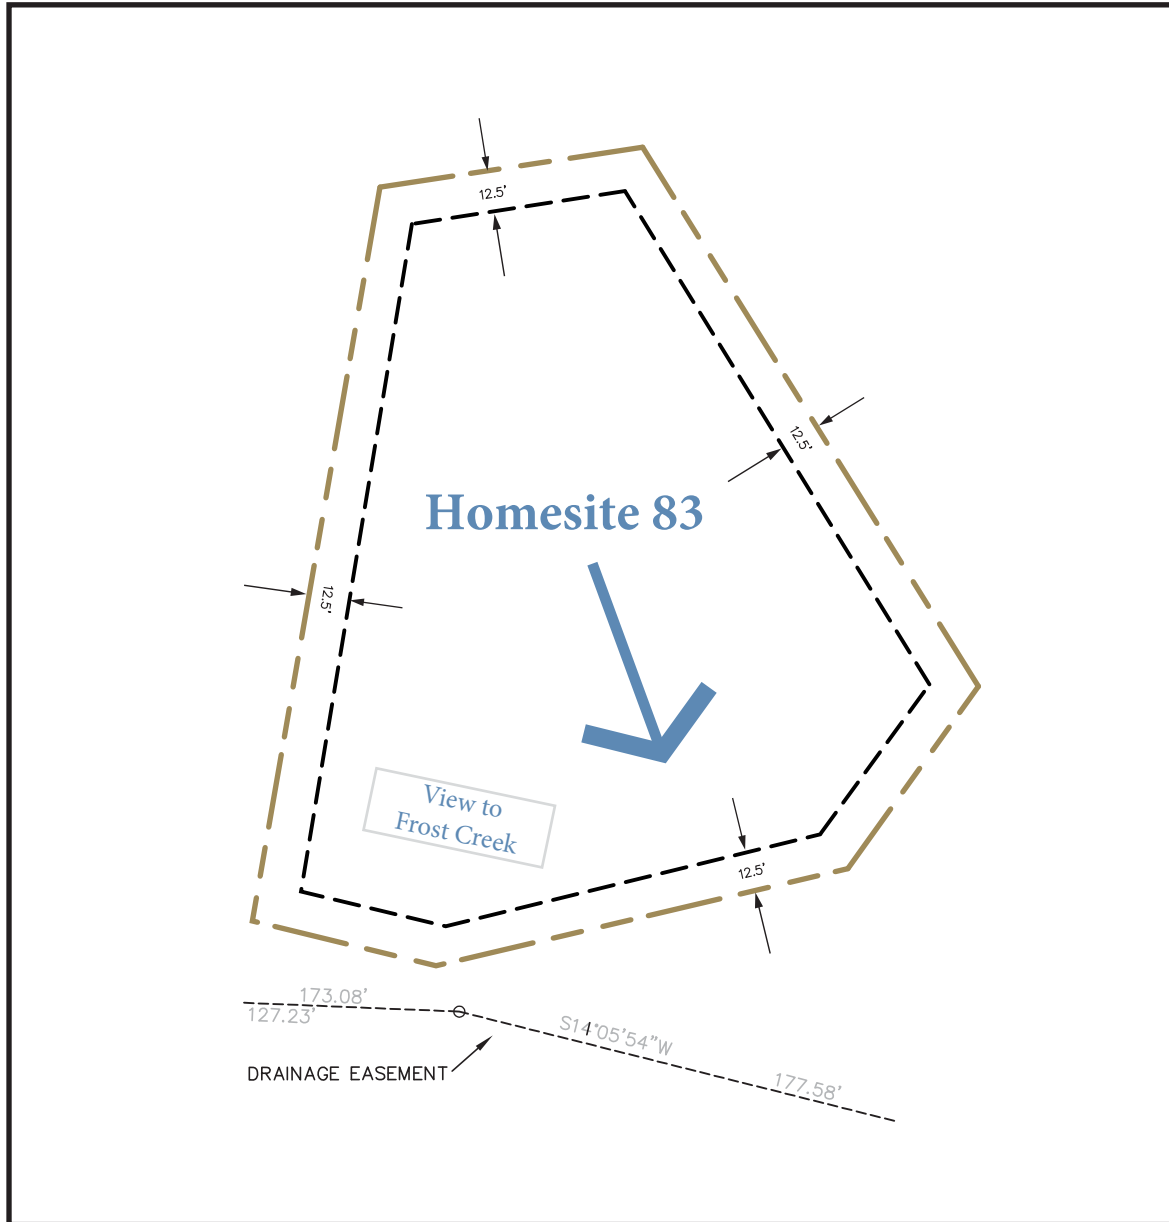 12.5’
12.5’
Homesite 83
12.5’
View to
Frost Creek
12.5’
173.08’
127.23’
S14°05’54”W
DRAINAGE EASEMENT
177.58’